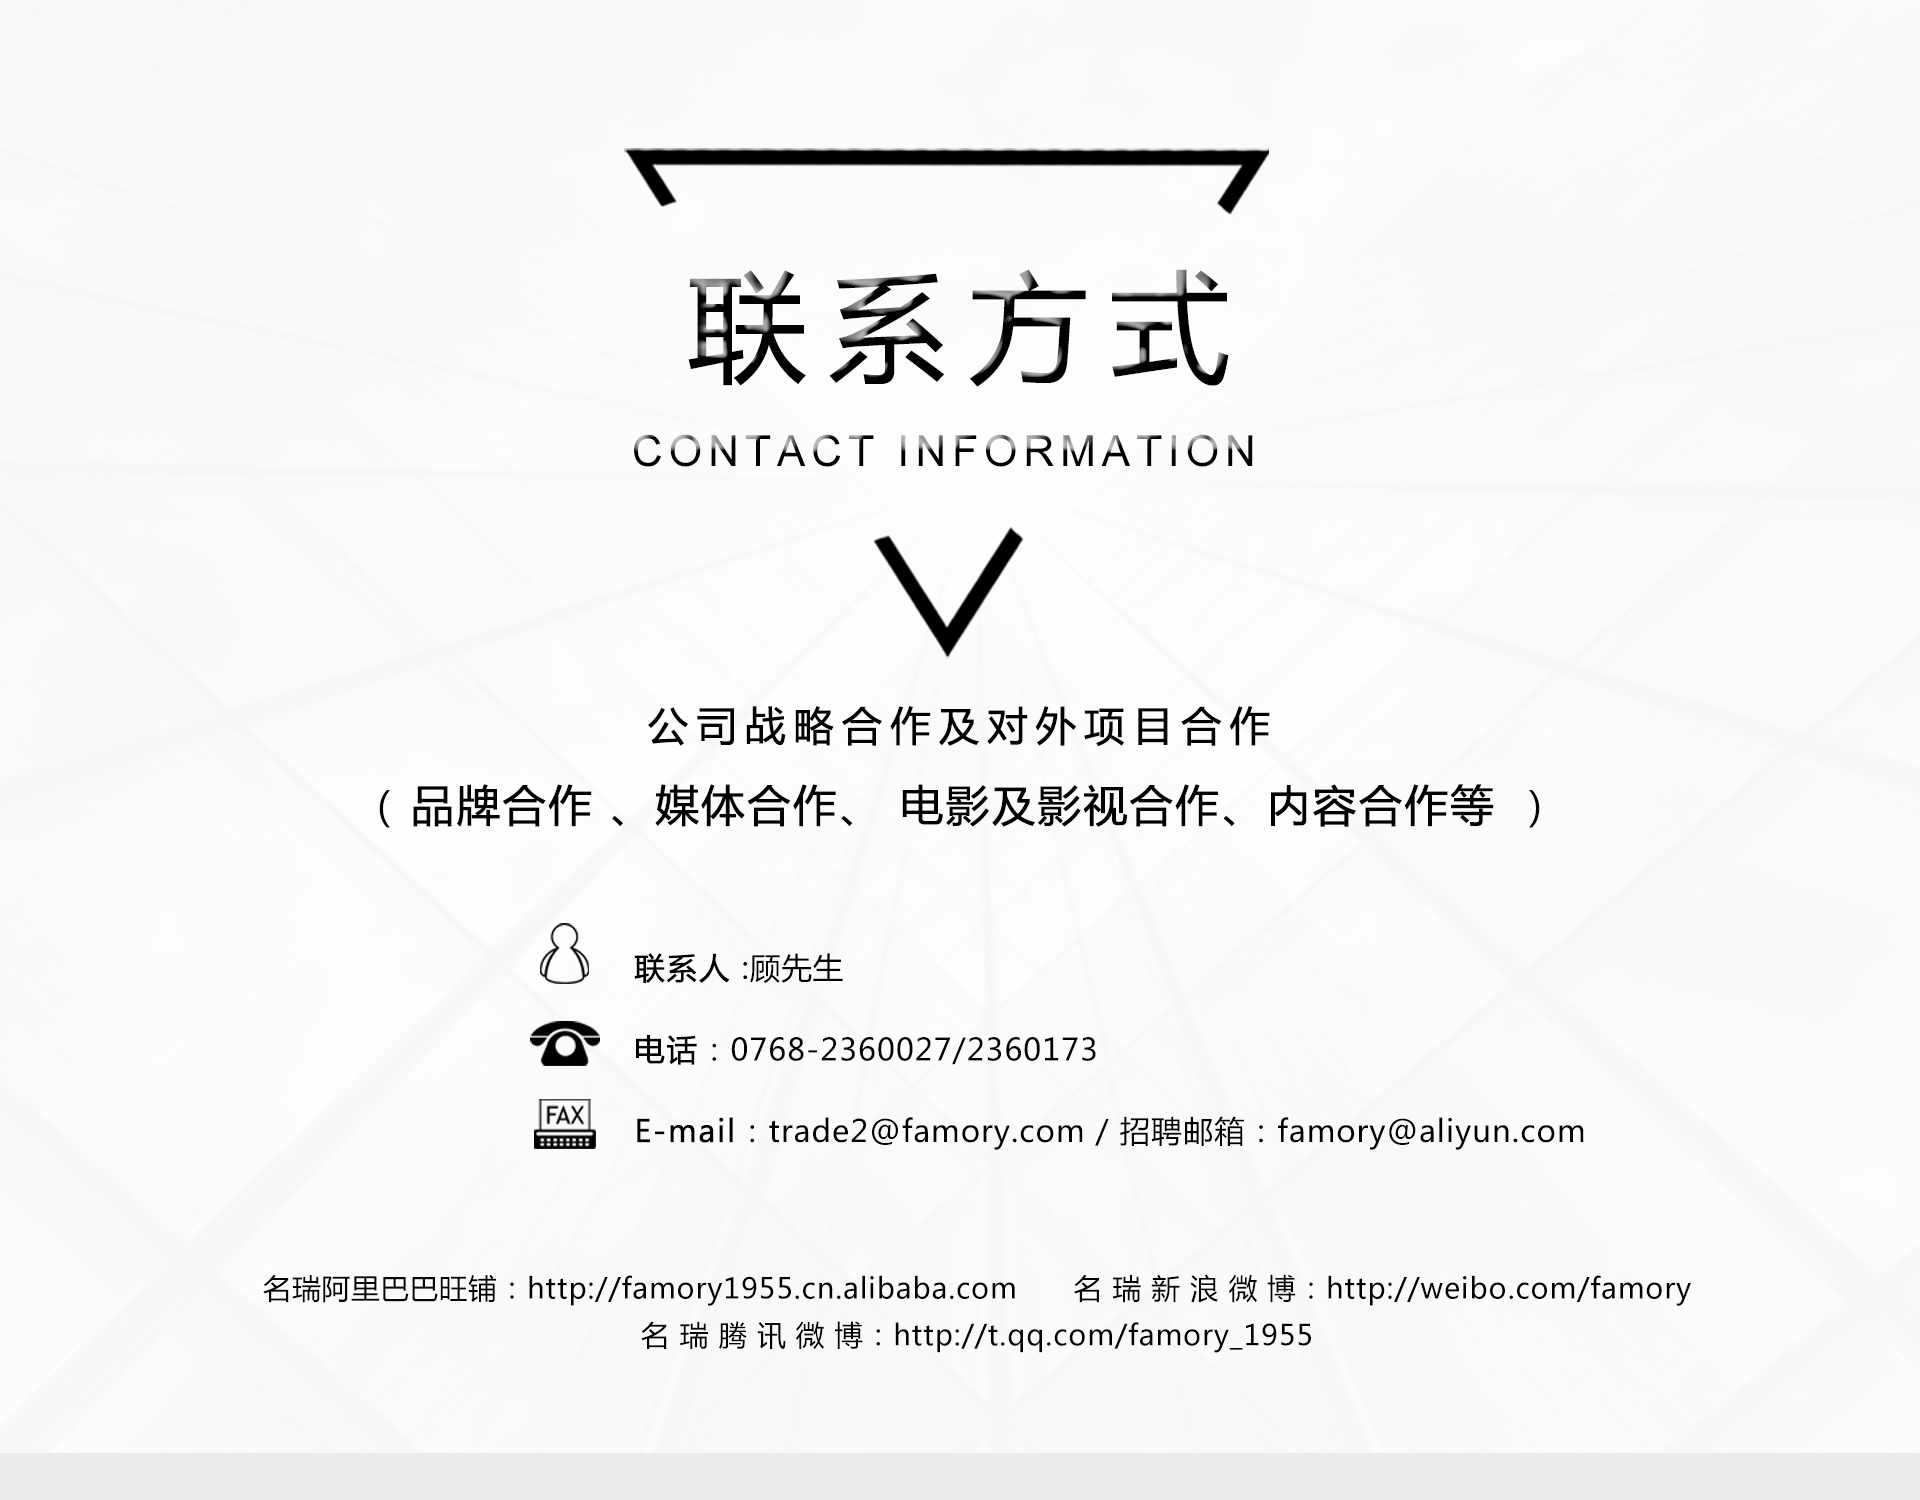 联系方式
CONTACT INFORMATION
公司战略合作及对外项目合作
（ 品牌合作 、媒体合作、 电影及影视合作、内容合作等 ）
联系人 :顾先生
电话：0768-2360027/2360173
FAX
E-mail：trade2@famory.com / 招聘邮箱：famory@aliyun.com
名瑞阿里巴巴旺铺：http://famory1955.cn.alibaba.com 名 瑞 新 浪 微 博：http://weibo.com/famory
名 瑞 腾 讯 微 博：http://t.qq.com/famory_1955